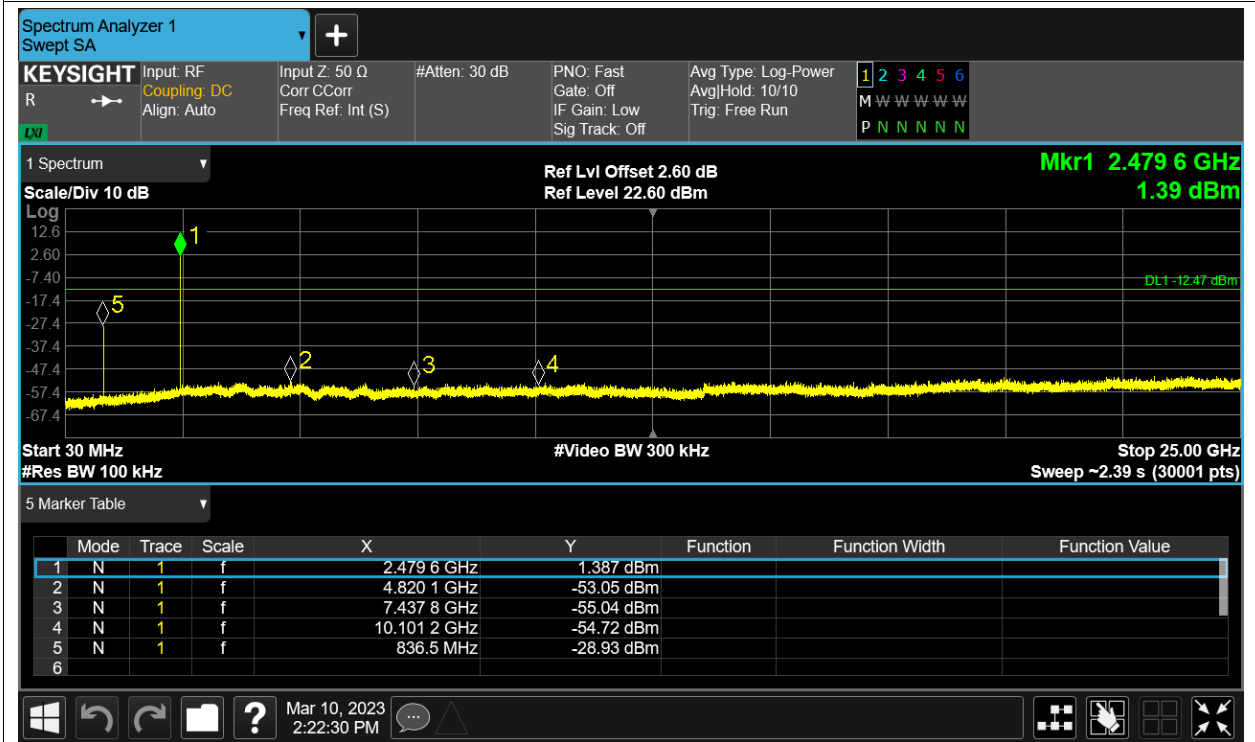 Spectrum Analyzer 1
Swept SA
+
KEYSIGHT Input: RF Input Z: 50 Ω #Atten: 30 dB PNO: Fast Avg Type: Log-Power 1 2 3 4 5 6
R Coupling: DC Corr CCorr Gate: Off Avg|Hold: 10/10 M W W W W W
Align: Auto Freq Ref: Int (S) IF Gain: Low Trig: Free Run
LXI Sig Track: Off P N N N N N
1 Spectrum Ref Lvl Offset 2.60 dB Mkr1 2.479 6 GHz
Scale/Div 10 dB Ref Level 22.60 dBm 1.39 dBm
Log
12.6 1
2.60
-7.40 DL1 -12.47 dBm
-17.4 5
-27.4
-37.4
-47.4 2 3 4
-57.4
-67.4
Start 30 MHz #Video BW 300 kHz Stop 25.00 GHz
#Res BW 100 kHz Sweep ~2.39 s (30001 pts)
5 Marker Table
Mode Trace Scale X Y Function Function Width Function Value
1 N 1 f 2.479 6 GHz 1.387 dBm
2 N 1 f 4.820 1 GHz -53.05 dBm
3 N 1 f 7.437 8 GHz -55.04 dBm
4 N 1 f 10.101 2 GHz -54.72 dBm
5 N 1 f 836.5 MHz -28.93 dBm
6
? Mar 10, 2023
2:22:30 PM